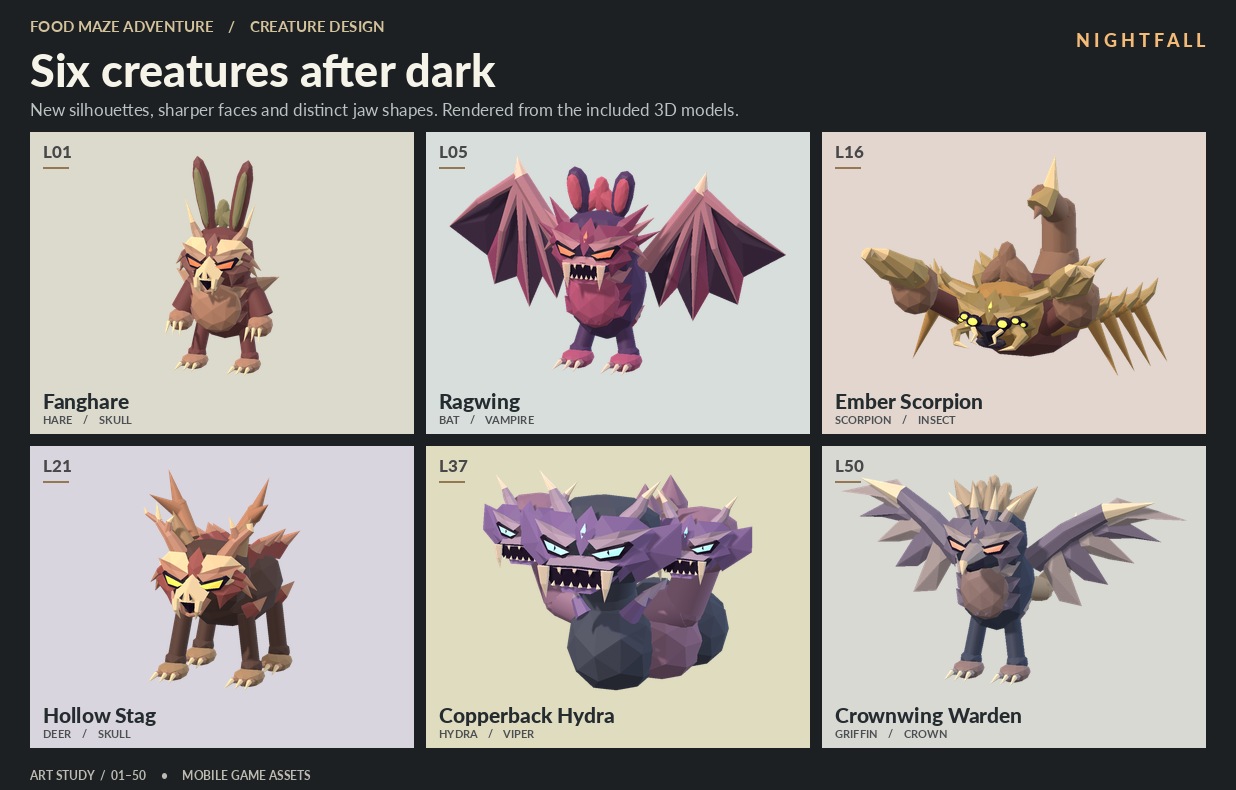 FOOD MAZE ADVENTURE / CREATURE DESIGN
NIGHTFALL
Six creatures after dark
New silhouettes, sharper faces and distinct jaw shapes. Rendered from the included 3D models.
L01
Fanghare
HARE / SKULL
L05
Ragwing
BAT / VAMPIRE
L16
Ember Scorpion
SCORPION / INSECT
L21
Hollow Stag
DEER / SKULL
L37
Copperback Hydra
HYDRA / VIPER
L50
Crownwing Warden
GRIFFIN / CROWN
ART STUDY / 01–50 • MOBILE GAME ASSETS